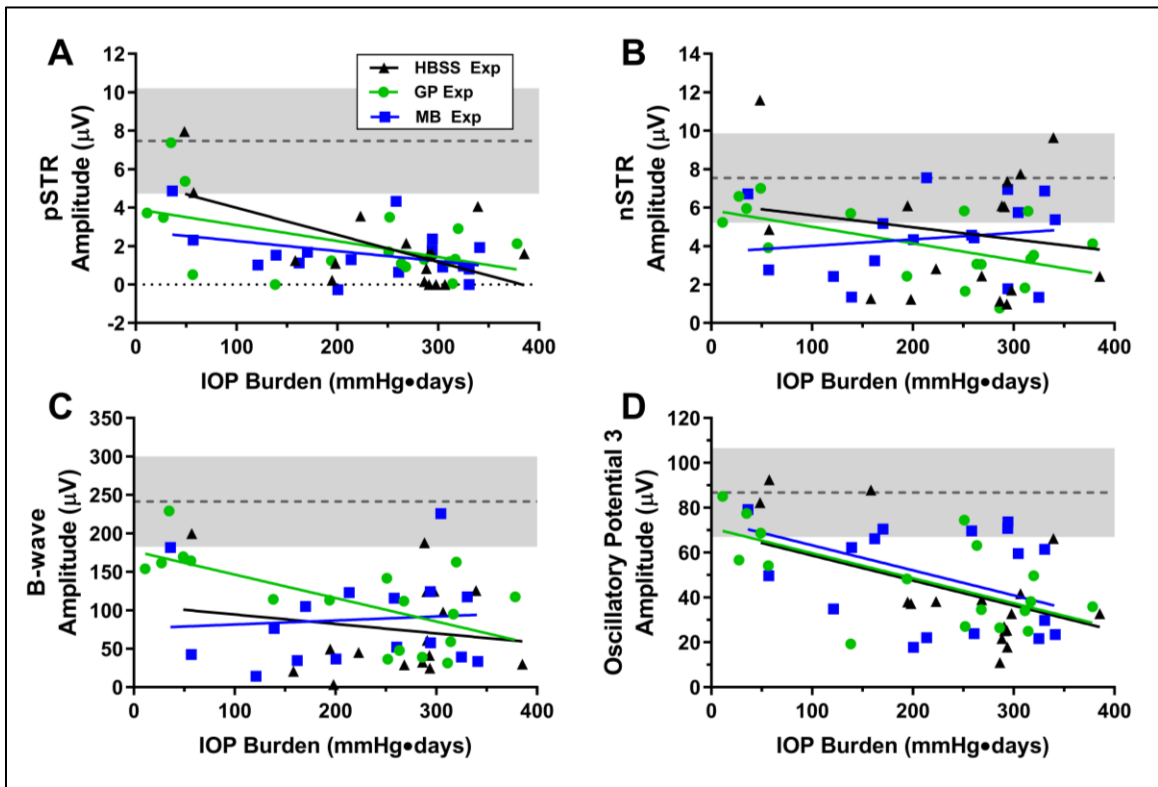 A
12
10
8
6
4
2
0
-2
pSTR
Amplitude (μV)
0 100 200 300 400
IOP Burden (mmHg•days)
HBSS Exp
GP Exp
MB Exp
B
14
12
10
8
6
4
2
0
nSTR
Amplitude (μV)
0 100 200 300 400
IOP Burden (mmHg•days)
C
350
300
250
200
150
100
50
0
B-wave
Amplitude (μV)
0 100 200 300 400
IOP Burden (mmHg•days)
D
120
100
80
60
40
20
0
Oscillatory Potential 3
Amplitude (μV)
0 100 200 300 400
IOP Burden (mmHg•days)